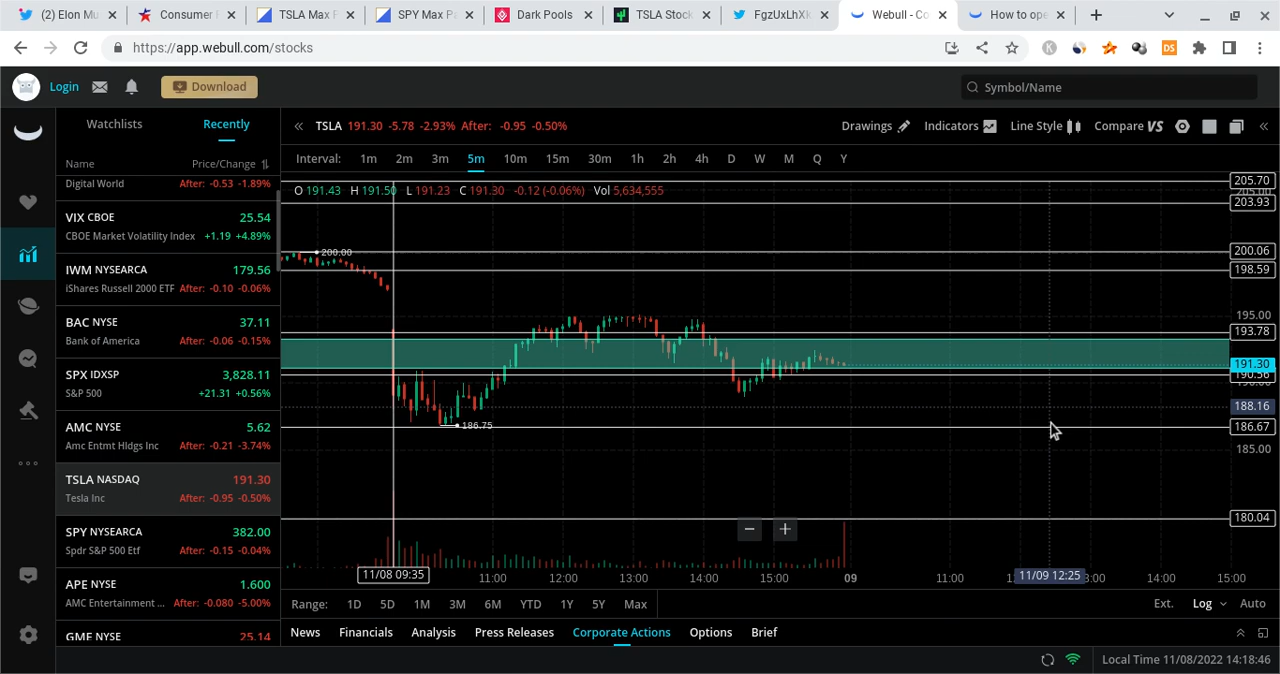 (2) Elon Mu
Consumer
TSLA Max F
SPY Max Pa
Dark Pools
TSLA Stock
FgzUxLhXk
Webull - Co
How to ope
https://app.webull.com/stocks
Login
Download
Symbol/Name
Watchlists
Recently
Name
Price/Change
Digital World
After: -0.53 -1.89%
VIX CBOE
25.54
CBOE Market Volatility Index
+1.19 +4.89%
IWM NYSEARCA
179.56
iShares Russell 2000 ETF
After: -0.10 -0.06%
BAC NYSE
37.11
Bank of America
After: -0.06 -0.15%
SPX IDXSP
3,828.11
S&P 500
+21.31 +0.56%
AMC NYSE
5.62
Amc Entmt Hldgs Inc
After: -0.21 -3.74%
TSLA NASDAQ
191.30
Tesla Inc
After: -0.95 -0.50%
SPY NYSEARCA
382.00
Spdr S&P 500 Etf
After: -0.15 -0.04%
APE NYSE
1.600
AMC Entertainment ...
After: -0.080 -5.00%
GME NYSE
25.14
TSLA 191.30 -5.78 -2.93% After: -0.95 -0.50%
Drawings
Indicators
Line Style
Compare VS
Interval: 1m 2m 3m 5m 10m 15m 30m 1h 2h 4h D W M Q Y
O 191.43 H 191.50 L 191.23 C 191.30 -0.12 (-0.06%) Vol 5,634,555
205.70
205.00
203.93
200.06
200.00
198.59
195.00
193.78
191.30
190.56
190.00
188.16
186.67
186.75
185.00
180.04
11/08 09:35
11:00 12:00 13:00 14:00 15:00 09 11:00 11/09 12:25 14:00 15:00
Range: 1D 5D 1M 3M 6M YTD 1Y 5Y Max
Ext. Log Auto
News Financials Analysis Press Releases Corporate Actions Options Brief
Local Time 11/08/2022 14:18:46
DS
K